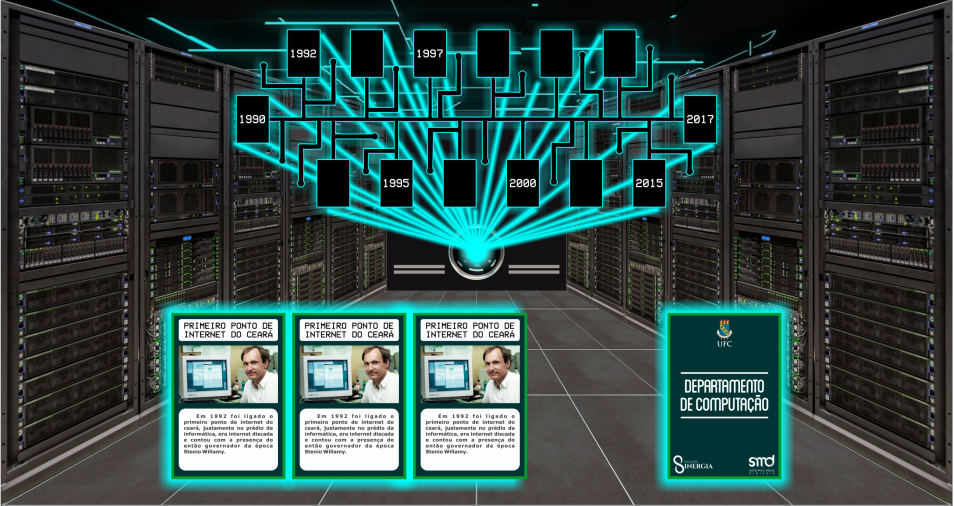 1992
1997
1990
2017
1995
2000
2015
PRIMEIRO PONTO DE
INTERNET DO CEARÁ
Em 1992 foi ligado o
primeiro ponto de internet do
ceará, justamente no prédio da
informática, era internet discada
e contou com a presença do
então governador da época
Stenio Willamy.
PRIMEIRO PONTO DE
INTERNET DO CEARÁ
Em 1992 foi ligado o
primeiro ponto de internet do
ceará, justamente no prédio da
informática, era internet discada
e contou com a presença do
então governador da época
Stenio Willamy.
PRIMEIRO PONTO DE
INTERNET DO CEARÁ
Em 1992 foi ligado o
primeiro ponto de internet do
ceará, justamente no prédio da
informática, era internet discada
e contou com a presença do
então governador da época
Stenio Willamy.
UFC
DEPARTAMENTO
DE COMPUTAÇÃO
SINERGIA
smd